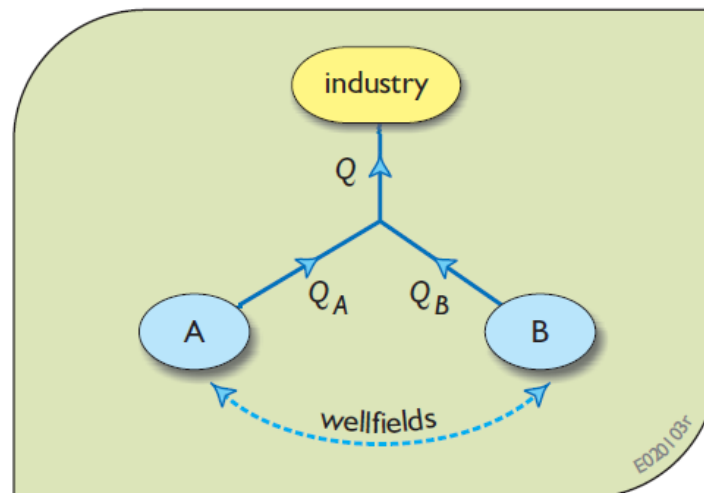 industry
Q
Q_A
Q_B
A
B
wellfields
E020103r